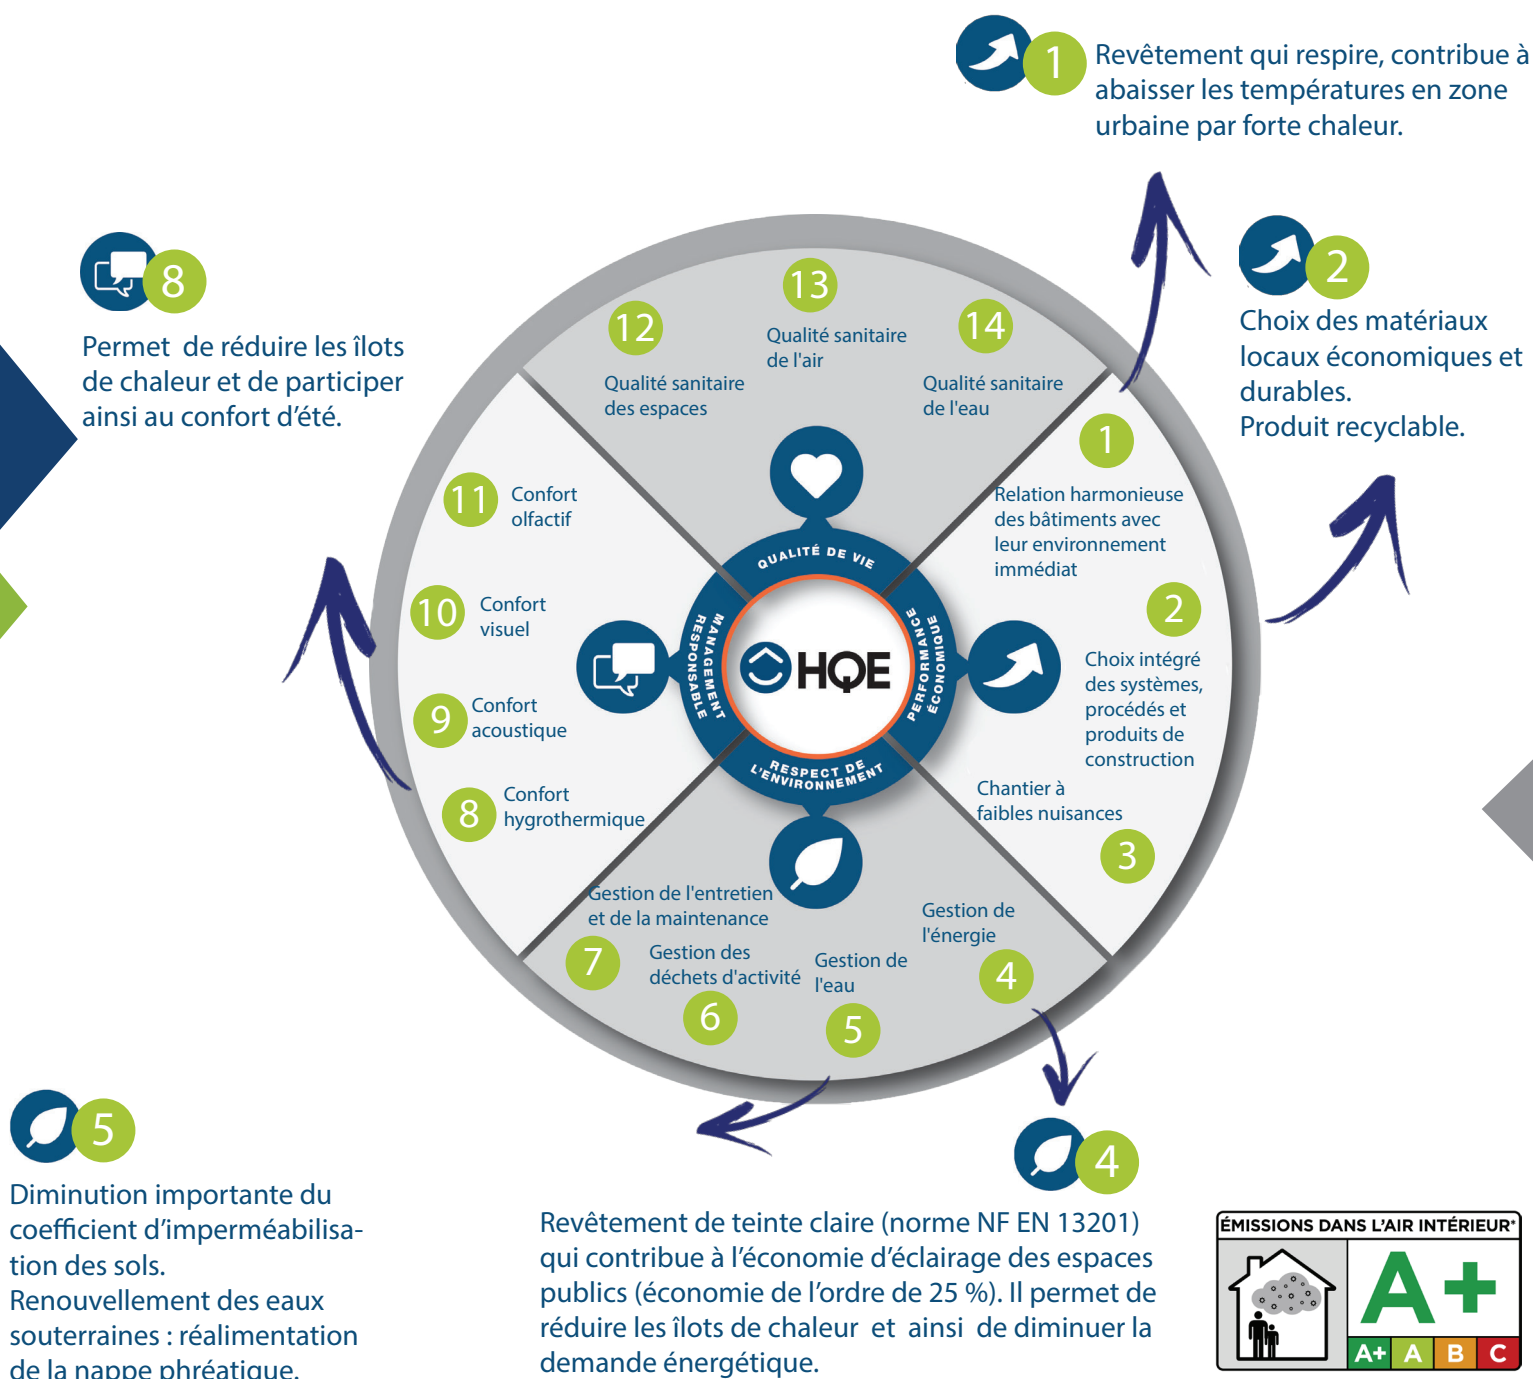 1
Revêtement qui respire, contribue à
abaisser les températures en zone
urbaine par forte chaleur.
2
Choix des matériaux
locaux économiques et
durables.
Produit recyclable.
8
Permet de réduire les îlots
de chaleur et de participer
ainsi au confort d'été.
12
Qualité sanitaire
des espaces
13
Qualité sanitaire
de l'air
14
Qualité sanitaire
de l'eau
1
Relation harmonieuse
des bâtiments avec
leur environnement
immédiat
2
Choix intégré
des systèmes,
procédés et
produits de
construction
Chantier à
faibles nuisances
3
11
Confort
olfactif
10
Confort
visuel
9
Confort
acoustique
8
Confort
hygrothermique
QUALITÉ DE VIE
MANAGEMENT
RESPONSABLE
HQE
PERFORMANCE
ÉCONOMIQUE
RESPECT DE
L'ENVIRONNEMENT
Gestion de l'entretien
et de la maintenance
7
Gestion des
déchets d'activité
6
Gestion de
l'eau
5
Gestion de
l'énergie
4
5
Diminution importante du
coefficient d'imperméabilisa-
tion des sols.
Renouvellement des eaux
souterraines : réalimentation
de la nappe phréatique.
4
Revêtement de teinte claire (norme NF EN 13201)
qui contribue à l'économie d'éclairage des espaces
publics (économie de l'ordre de 25 %). Il permet de
réduire les îlots de chaleur et ainsi de diminuer la
demande énergétique.
ÉMISSIONS DANS L'AIR INTÉRIEUR*
A+
A+ A B C